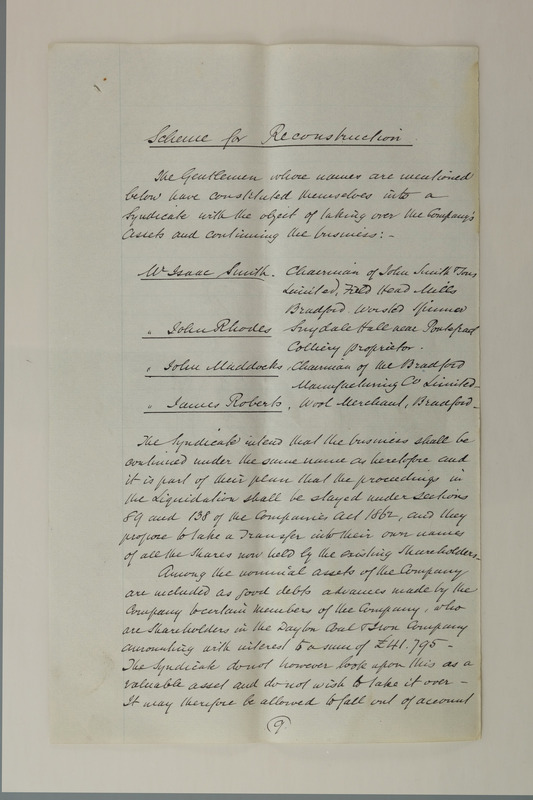 Scheme for Reconstruction
The Gentlemen whose names are mentioned
below have constituted themselves into a
Syndicate with the object of taking over the Company's
Assets and continuing the business:-
Mr Isaac Smith. Chairman of John Smith & Sons
Limited, Field Head Mills
Bradford. Worsted Spinner
" John Rhodes Snydale Hall near Pontefract
Colliery proprietor.
" John Maddocks Chairman of the Bradford
Manufacturing Co Limited_
" James Roberts, Wool Merchant, Bradford_
The Syndicate intend that the business shall be
continued under the same name as heretofore and
it is part of their plan that the proceedings in
the Liquidation shall be stayed under Sections
89 and 138 of the Companies Act 1862, and they
propose to take a Transfer into their own names
of all the Shares now held by the existing Shareholders_
Among the nominal assets of the Company
are included as good debts advances made by the
Company to certain members of the Company, who
are Shareholders in the Dayton Coal & Iron Company
amounting with interest to a sum of £41.795-
The Syndicate do not however look upon this as a
valuable asset and do not wish to take it over -
It may therefore be allowed to fall out of account
9